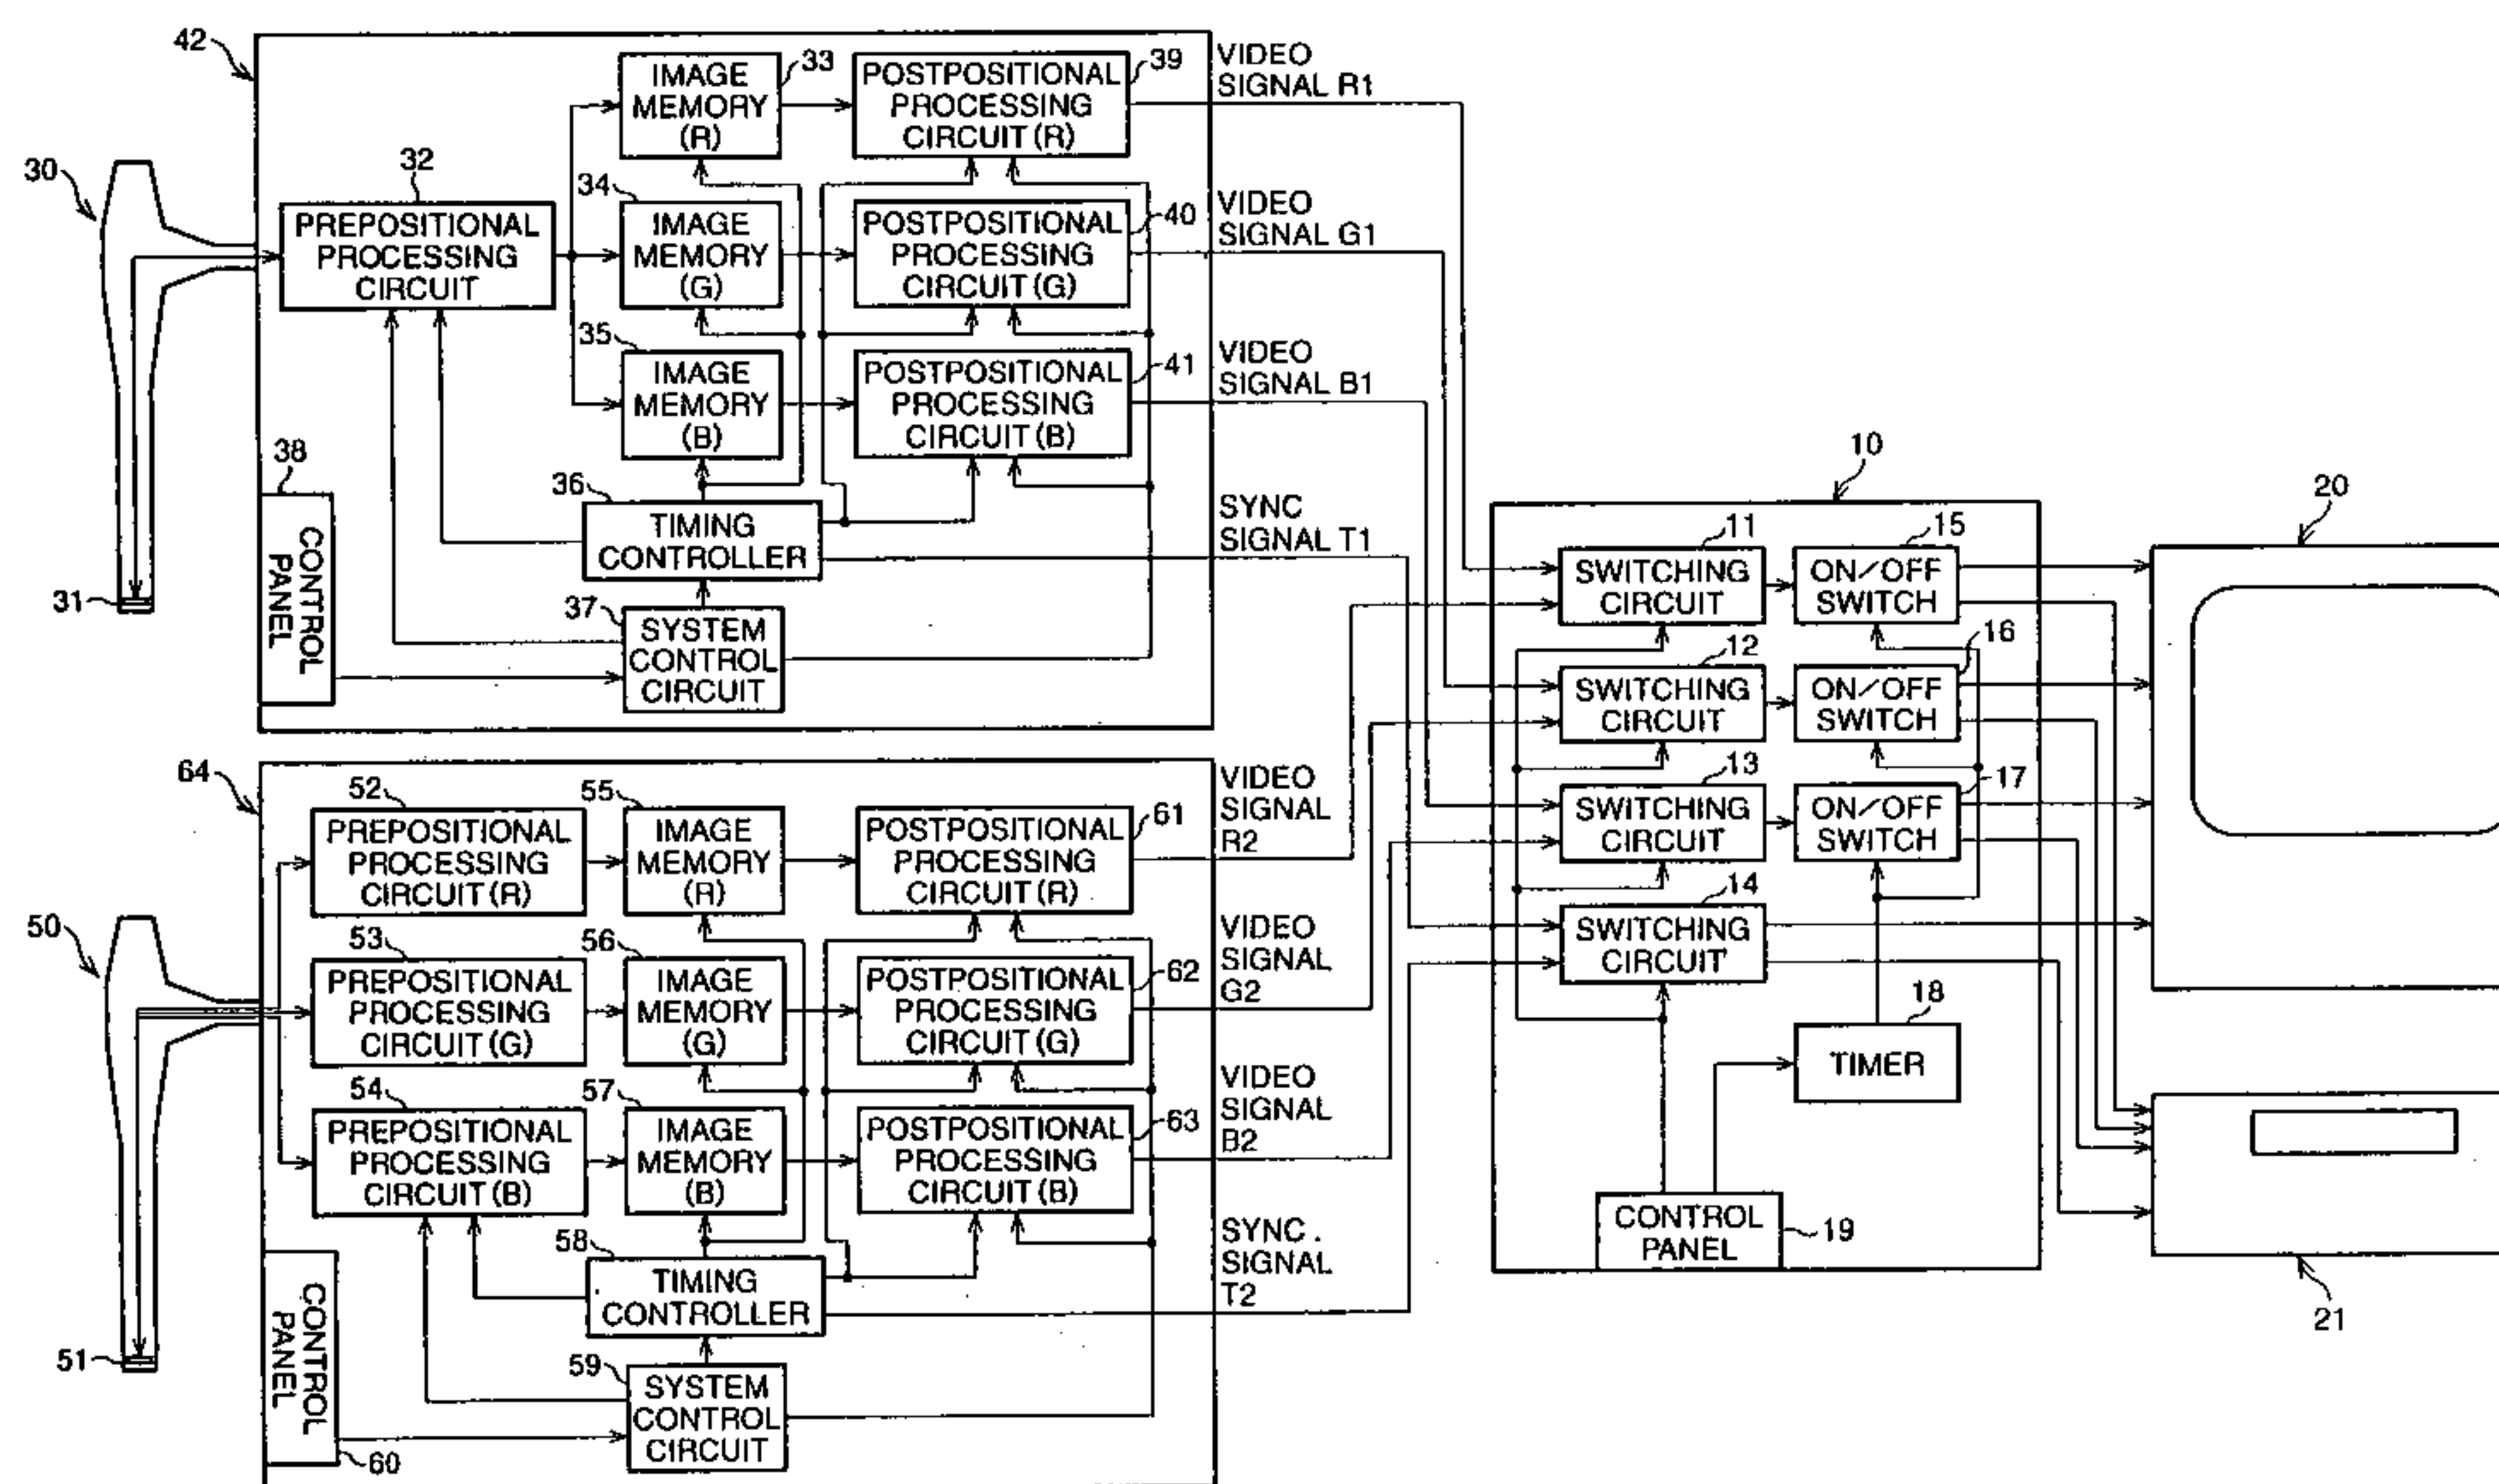 42
30
32
PREPOSITIONAL
PROCESSING
CIRCUIT
33
IMAGE
MEMORY
(R)
34
IMAGE
MEMORY
(G)
35
IMAGE
MEMORY
(B)
39
POSTPOSITIONAL
PROCESSING
CIRCUIT (R)
40
POSTPOSITIONAL
PROCESSING
CIRCUIT (G)
41
POSTPOSITIONAL
PROCESSING
CIRCUIT (B)
38
CONTROL
PANEL
36
TIMING
CONTROLLER
37
SYSTEM
CONTROL
CIRCUIT
31
VIDEO
SIGNAL R1
VIDEO
SIGNAL G1
VIDEO
SIGNAL B1
SYNC
SIGNAL T1
64
50
52
PREPOSITIONAL
PROCESSING
CIRCUIT (R)
53
PREPOSITIONAL
PROCESSING
CIRCUIT (G)
54
PREPOSITIONAL
PROCESSING
CIRCUIT (B)
55
IMAGE
MEMORY
(R)
56
IMAGE
MEMORY
(G)
57
IMAGE
MEMORY
(B)
61
POSTPOSITIONAL
PROCESSING
CIRCUIT (R)
62
POSTPOSITIONAL
PROCESSING
CIRCUIT (G)
63
POSTPOSITIONAL
PROCESSING
CIRCUIT (B)
58
TIMING
CONTROLLER
59
SYSTEM
CONTROL
CIRCUIT
51
CONTROL
PANEL
60
VIDEO
SIGNAL
R2
VIDEO
SIGNAL
G2
VIDEO
SIGNAL
B2
SYNC.
SIGNAL
T2
10
11
SWITCHING
CIRCUIT
12
SWITCHING
CIRCUIT
13
SWITCHING
CIRCUIT
14
SWITCHING
CIRCUIT
15
ON/OFF
SWITCH
16
ON/OFF
SWITCH
17
ON/OFF
SWITCH
18
TIMER
CONTROL
PANEL
19
20
21